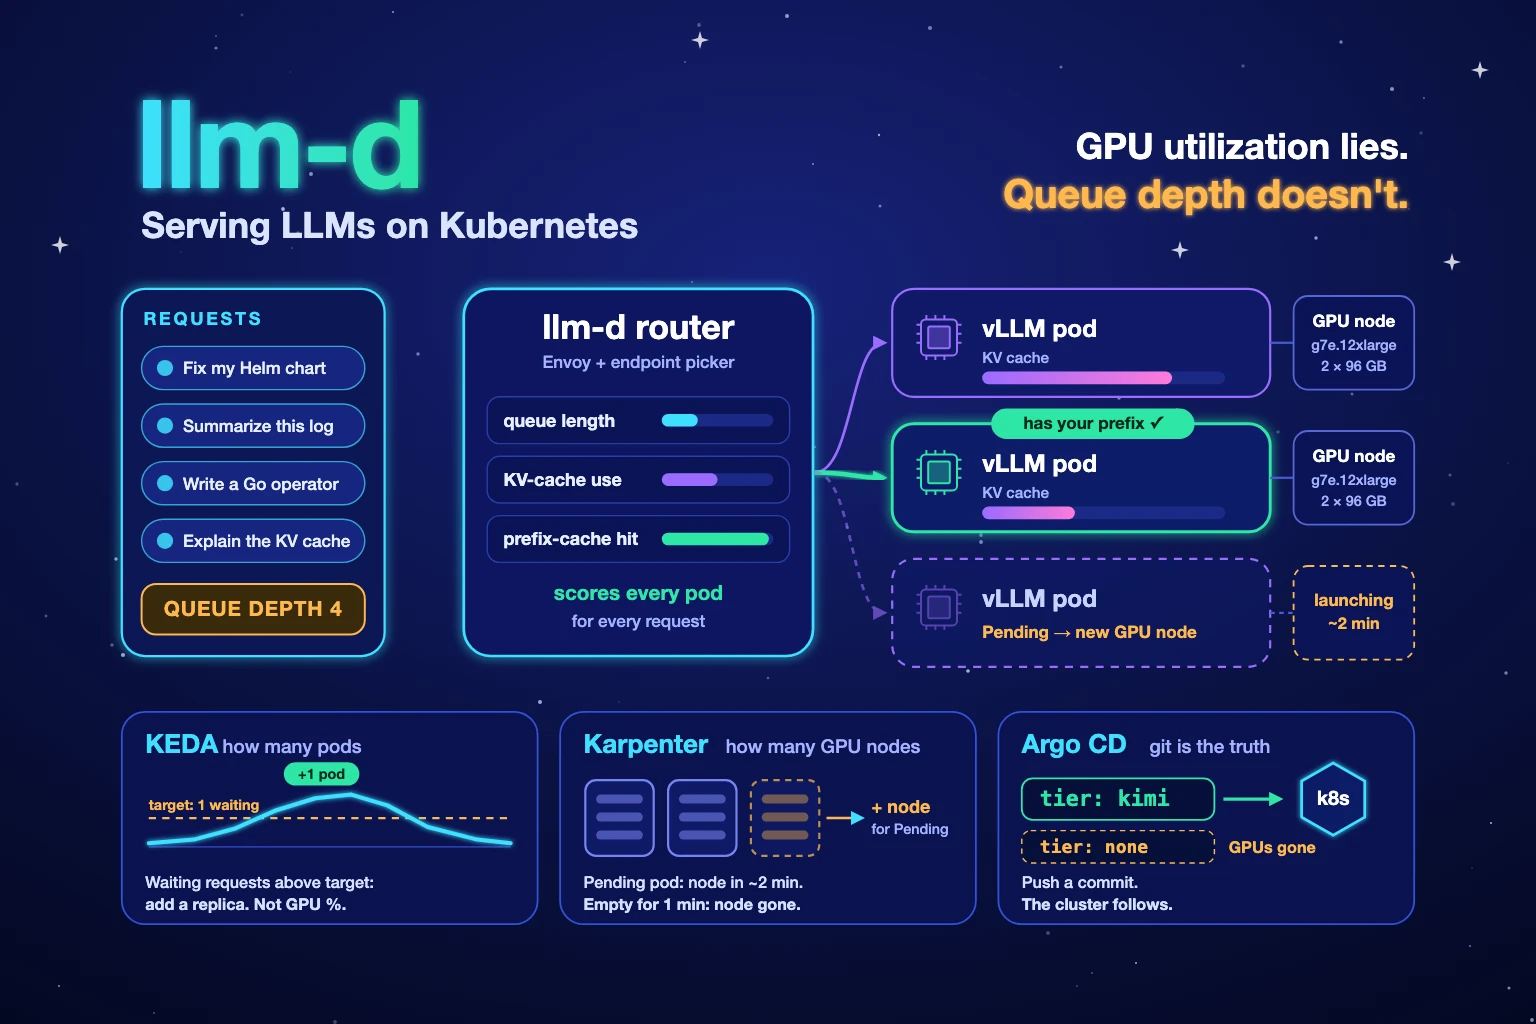 llm-d
Serving LLMs on Kubernetes
GPU utilization lies.
Queue depth doesn't.
REQUESTS
Fix my Helm chart
Summarize this log
Write a Go operator
Explain the KV cache
QUEUE DEPTH 4
llm-d router
Envoy + endpoint picker
queue length
KV-cache use
prefix-cache hit
scores every pod
for every request
vLLM pod
KV cache
GPU node
g7e.12xlarge
2 × 96 GB
has your prefix ✓
vLLM pod
KV cache
GPU node
g7e.12xlarge
2 × 96 GB
vLLM pod
Pending → new GPU node
launching
~2 min
KEDA how many pods
+1 pod
target: 1 waiting
Waiting requests above target:
add a replica. Not GPU %.
Karpenter how many GPU nodes
+ node
for Pending
Pending pod: node in ~2 min.
Empty for 1 min: node gone.
Argo CD git is the truth
tier: kimi
k8s
tier: none
GPUs gone
Push a commit.
The cluster follows.